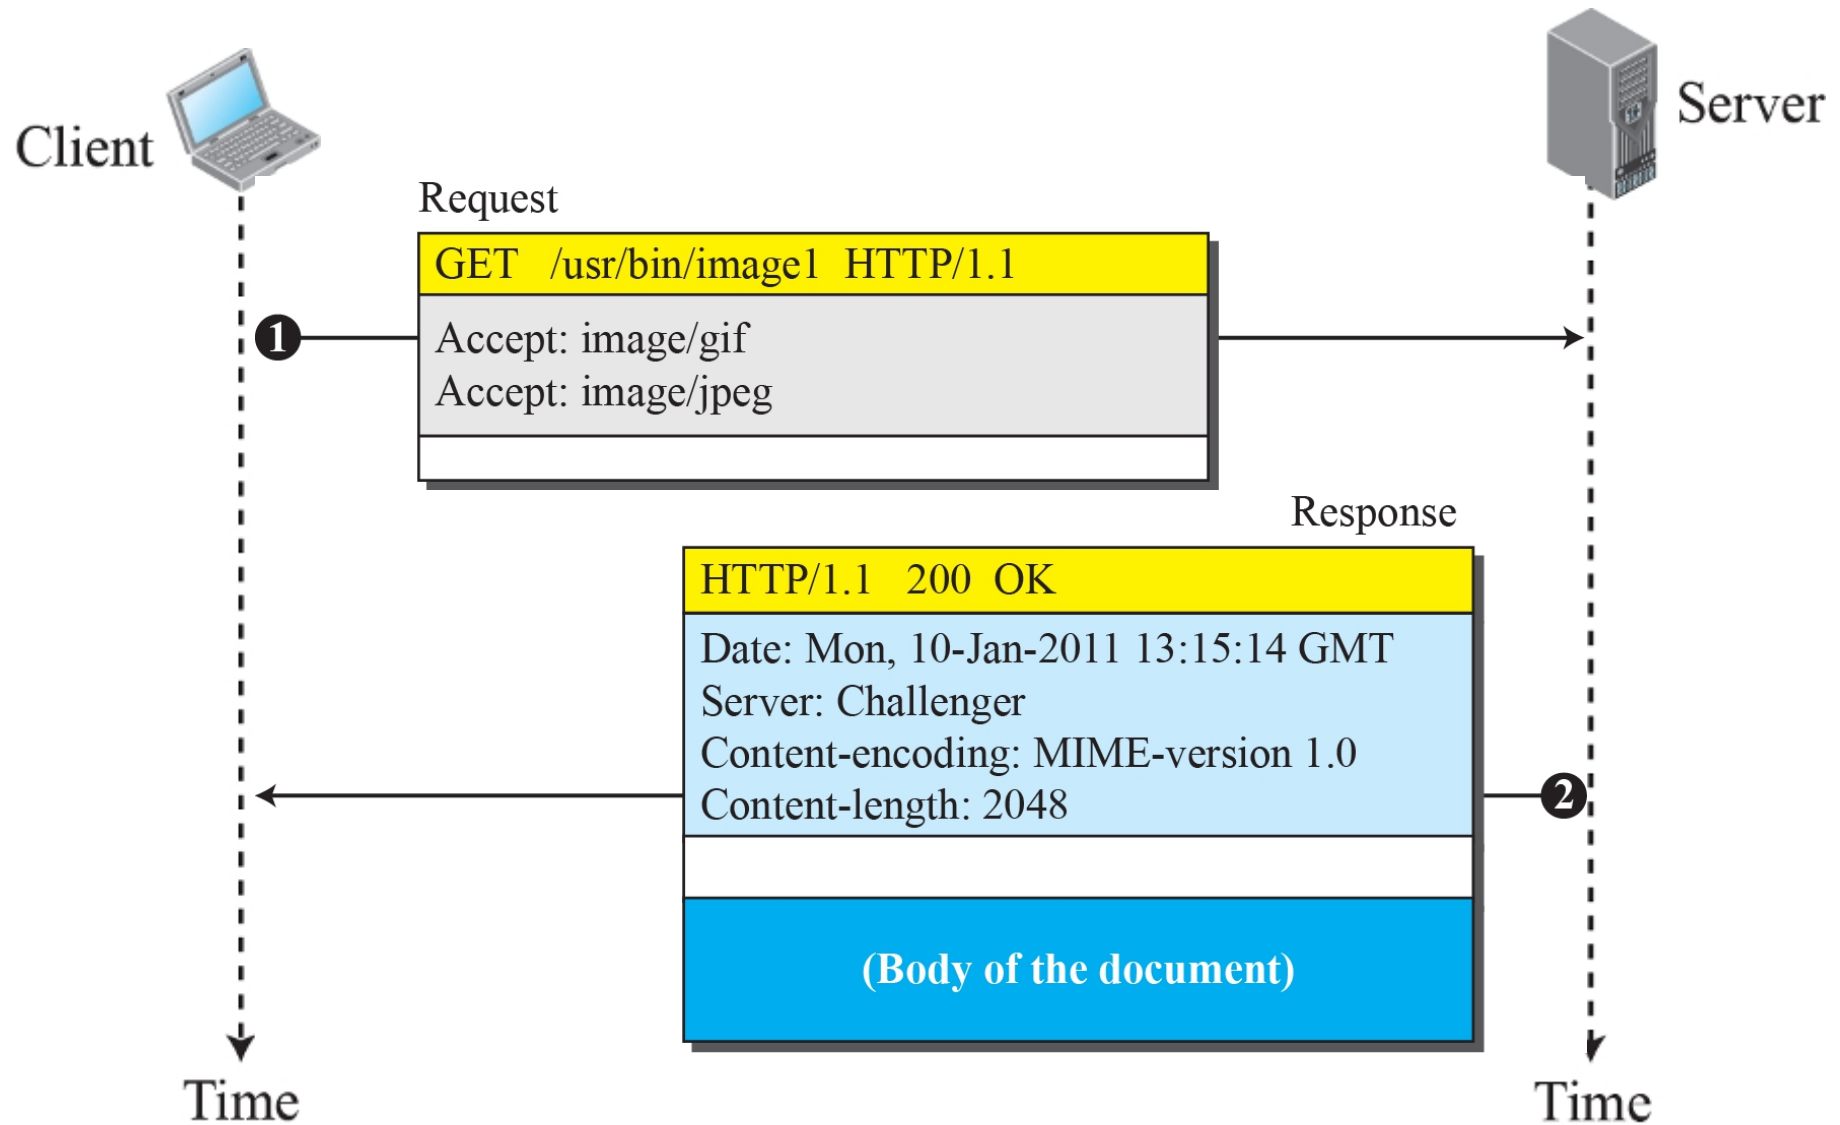 Client
Server
Request
GET /usr/bin/image1 HTTP/1.1
1
Accept: image/gif
Accept: image/jpeg
Response
HTTP/1.1 200 OK
Date: Mon, 10-Jan-2011 13:15:14 GMT
Server: Challenger
Content-encoding: MIME-version 1.0
Content-length: 2048
2
(Body of the document)
Time
Time